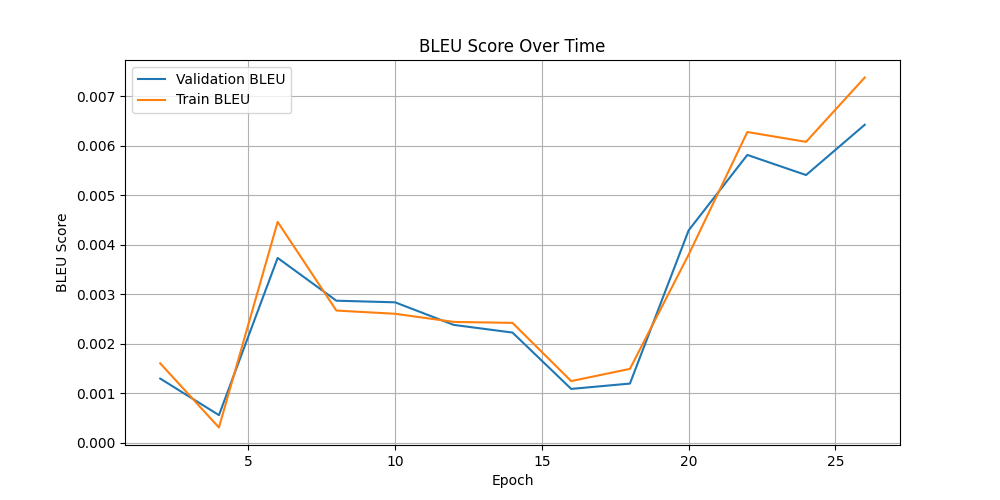 BLEU Score Over Time
Validation BLEU
Train BLEU
BLEU Score
0.007
0.006
0.005
0.004
0.003
0.002
0.001
0.000
5 10 15 20 25
Epoch